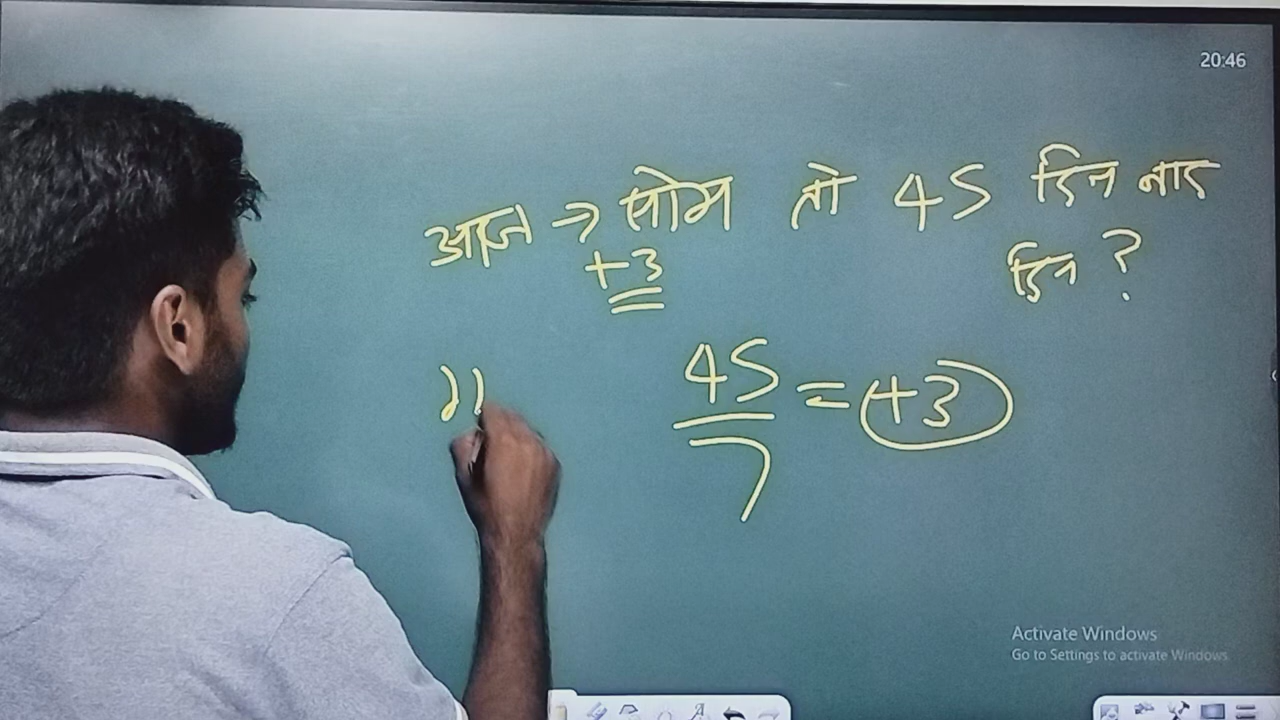 20:46
आज → सोम तो 45 दिन बाद
+3
दिन ?
45/7 = +3
Activate Windows
Go to Settings to activate Windows.